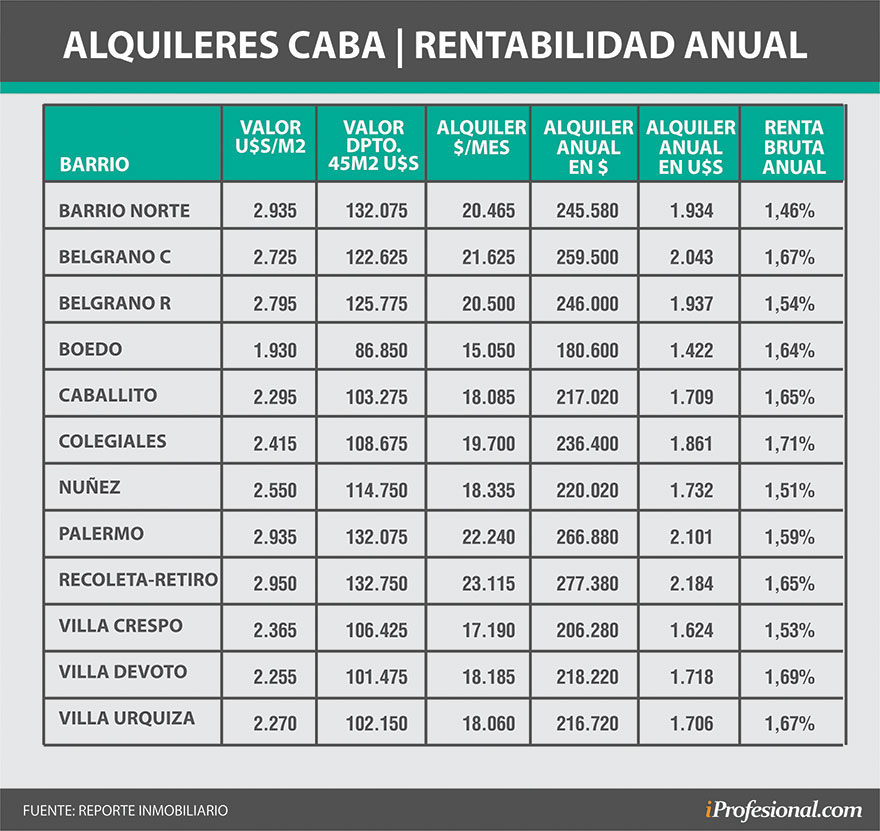 ALQUILERES CABA | RENTABILIDAD ANUAL
BARRIO VALOR U$S/M2 VALOR DPTO. 45M2 U$S ALQUILER $/MES ALQUILER ANUAL EN $ ALQUILER ANUAL EN U$S RENTA BRUTA ANUAL
BARRIO NORTE 2.935 132.075 20.465 245.580 1.934 1,46%
BELGRANO C 2.725 122.625 21.625 259.500 2.043 1,67%
BELGRANO R 2.795 125.775 20.500 246.000 1.937 1,54%
BOEDO 1.930 86.850 15.050 180.600 1.422 1,64%
CABALLITO 2.295 103.275 18.085 217.020 1.709 1,65%
COLEGIALES 2.415 108.675 19.700 236.400 1.861 1,71%
NUÑEZ 2.550 114.750 18.335 220.020 1.732 1,51%
PALERMO 2.935 132.075 22.240 266.880 2.101 1,59%
RECOLETA-RETIRO 2.950 132.750 23.115 277.380 2.184 1,65%
VILLA CRESPO 2.365 106.425 17.190 206.280 1.624 1,53%
VILLA DEVOTO 2.255 101.475 18.185 218.220 1.718 1,69%
VILLA URQUIZA 2.270 102.150 18.060 216.720 1.706 1,67%
FUENTE: REPORTE INMOBILIARIO
iProfesional.com